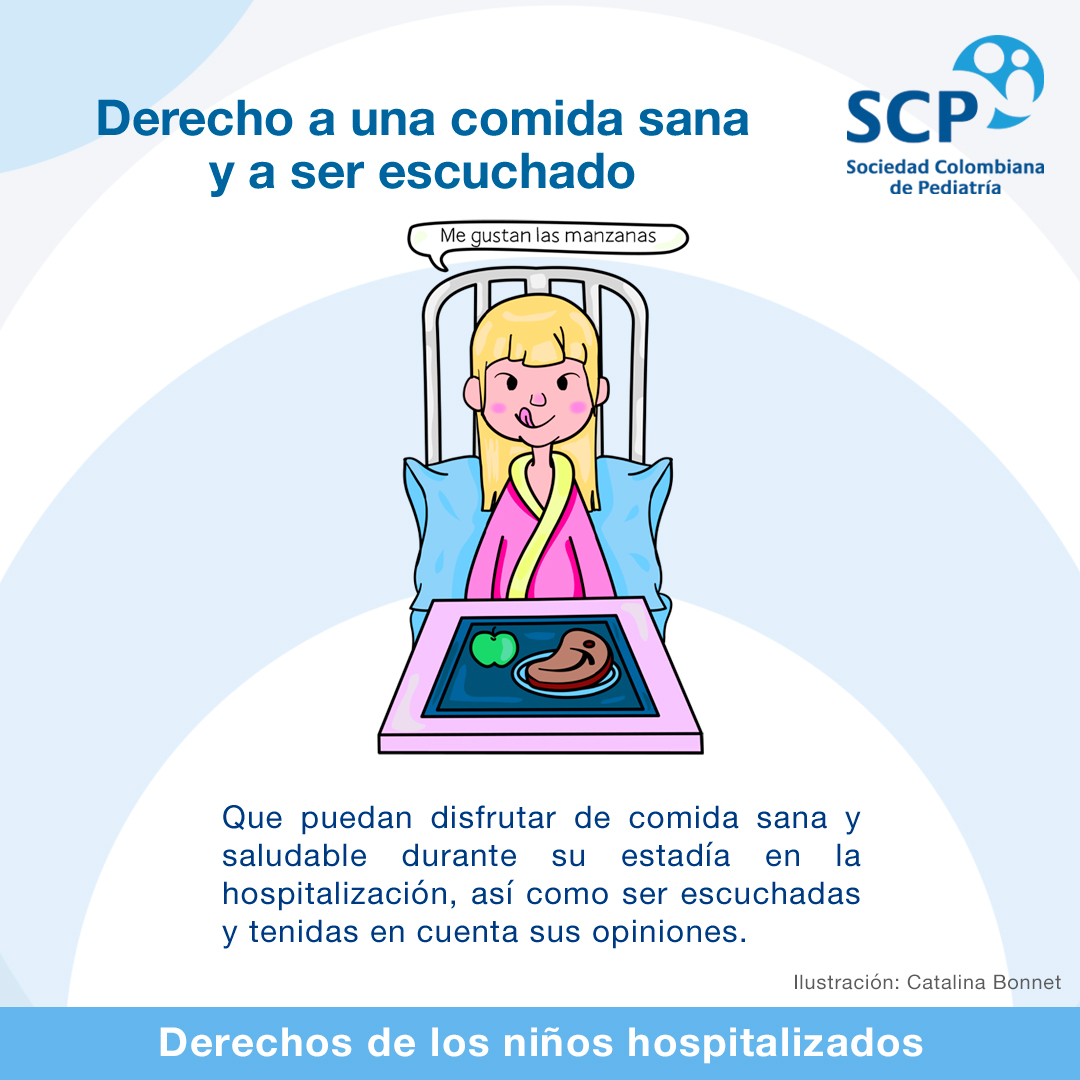 Derecho a una comida sana
y a ser escuchado
SCP
Sociedad Colombiana
de Pediatría
Me gustan las manzanas
Que puedan disfrutar de comida sana y
saludable durante su estadía en la
hospitalización, así como ser escuchadas
y tenidas en cuenta sus opiniones.
Ilustración: Catalina Bonnet
Derechos de los niños hospitalizados